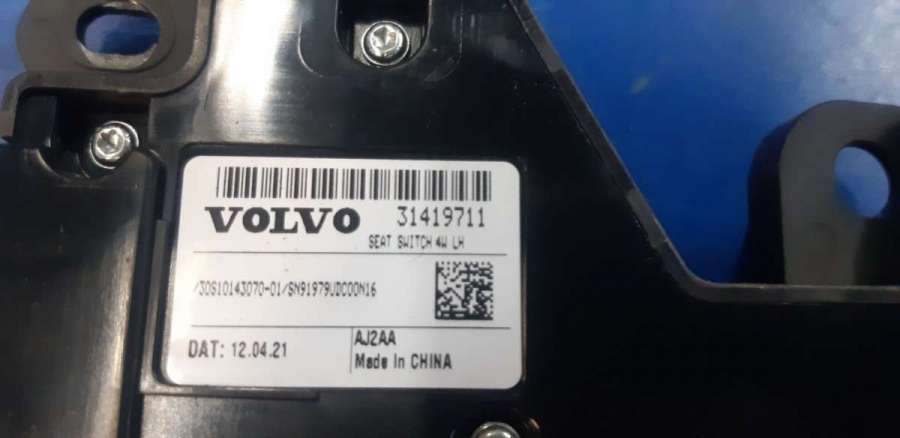 VOLVO 31419711
SEAT SWITCH 4W LH
/30S10143070-01/SN91979UDC00N16
DAT: 12.04.21
AJ2AA
Made In CHINA